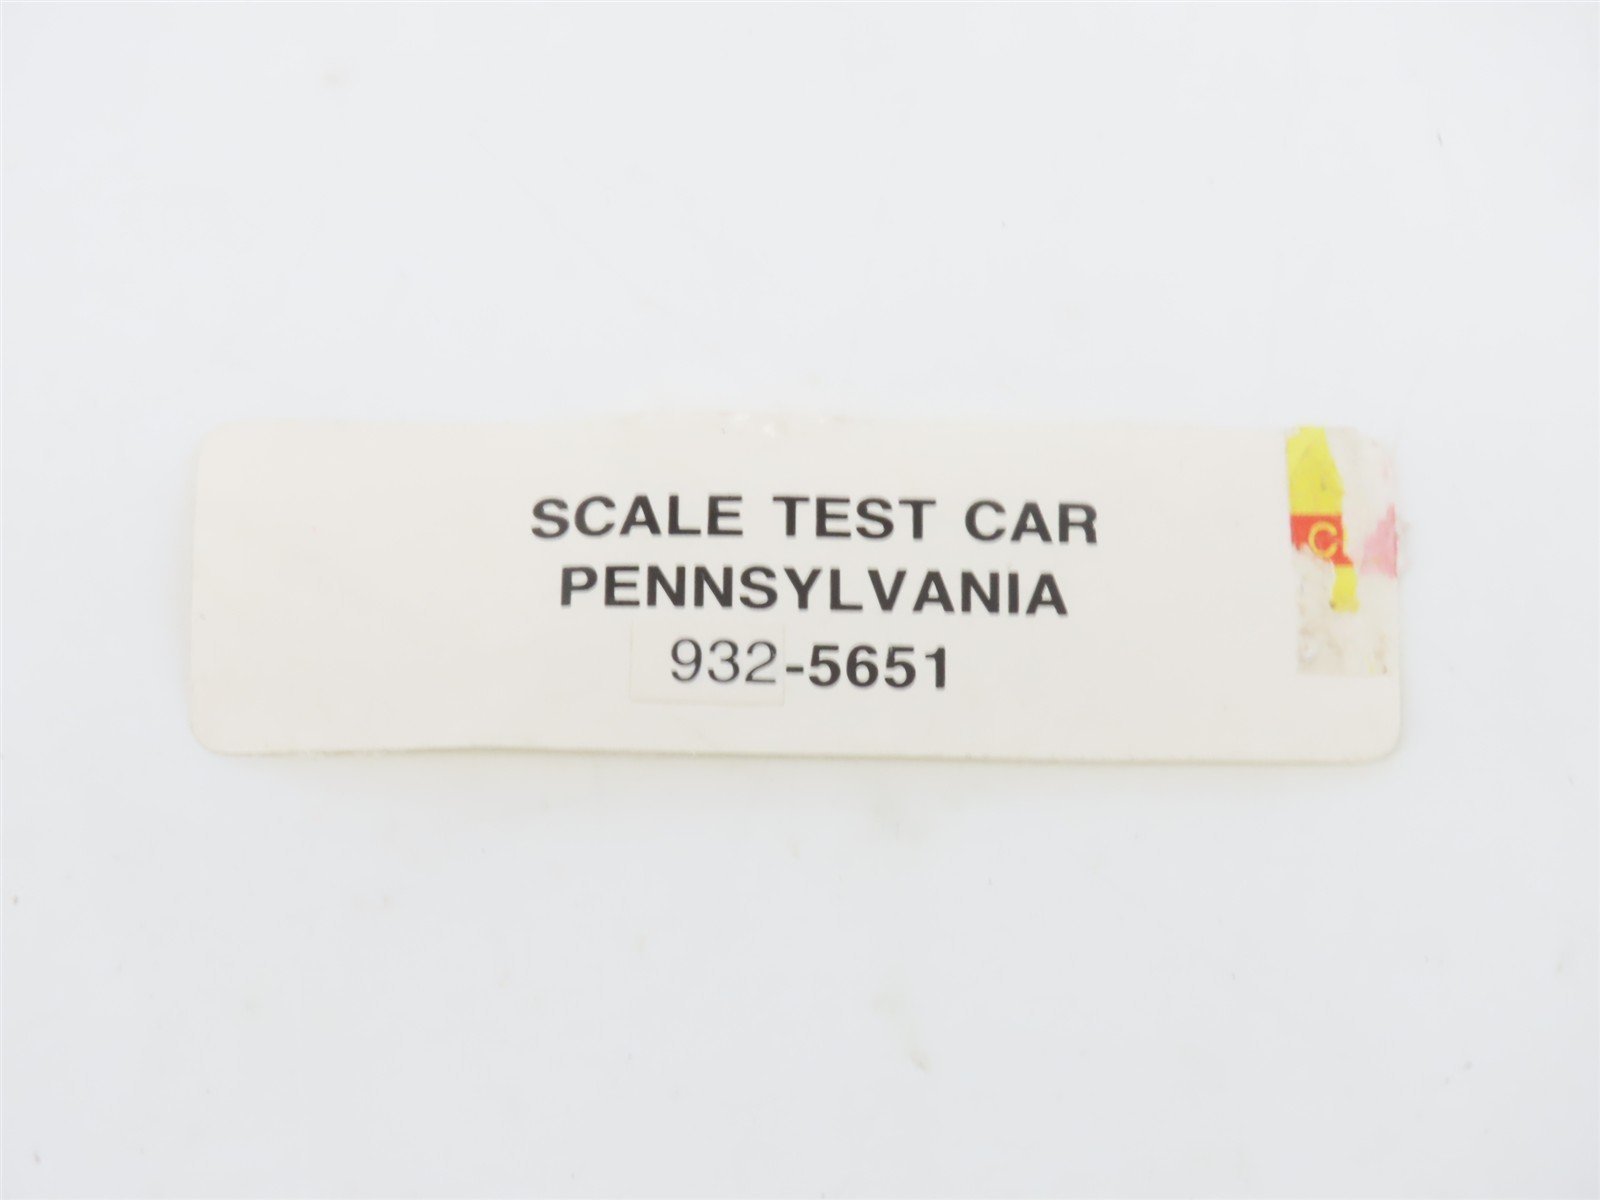 SCALE TEST CAR
PENNSYLVANIA
932-5651